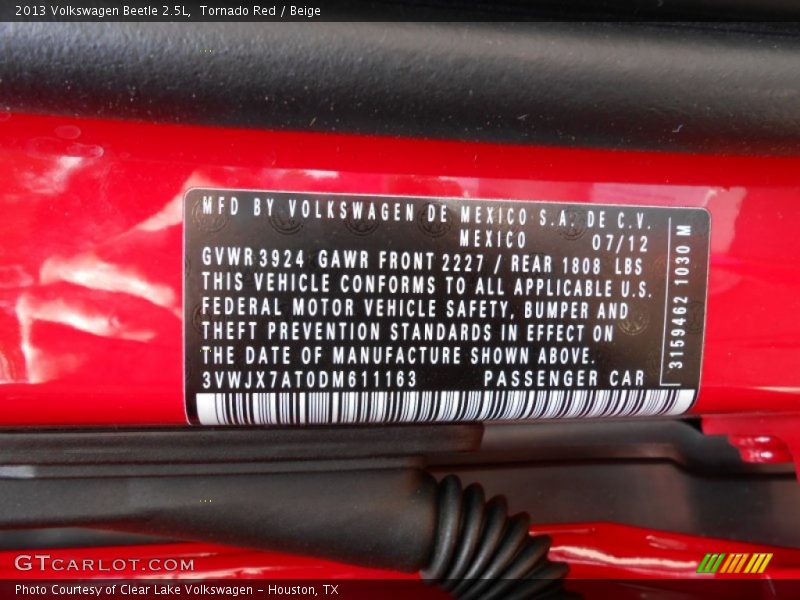 2013 Volkswagen Beetle 2.5L, Tornado Red / Beige
MFD BY VOLKSWAGEN DE MEXICO S.A. DE C.V.
MEXICO 07/12
GVWR3924 GAWR FRONT 2227 / REAR 1808 LBS
THIS VEHICLE CONFORMS TO ALL APPLICABLE U.S.
FEDERAL MOTOR VEHICLE SAFETY, BUMPER AND
THEFT PREVENTION STANDARDS IN EFFECT ON
THE DATE OF MANUFACTURE SHOWN ABOVE.
3VWJX7AT0DM611163 PASSENGER CAR
3159462 1030 M
GTCARLOT.COM
Photo Courtesy of Clear Lake Volkswagen - Houston, TX